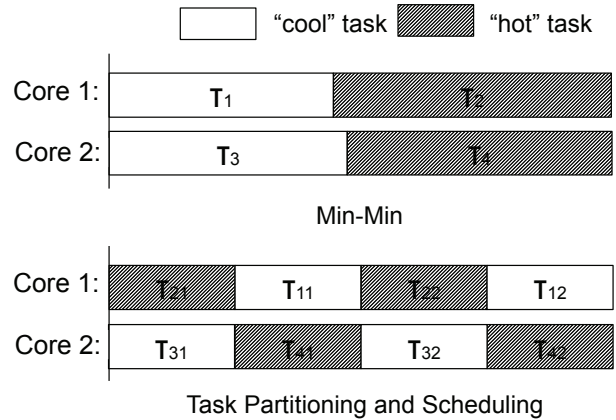 “cool” task “hot” task
Core 1: T1 T2
Core 2: T3 T4
Min-Min
Core 1: T21 T11 T22 T12
Core 2: T31 T41 T32 T42
Task Partitioning and Scheduling